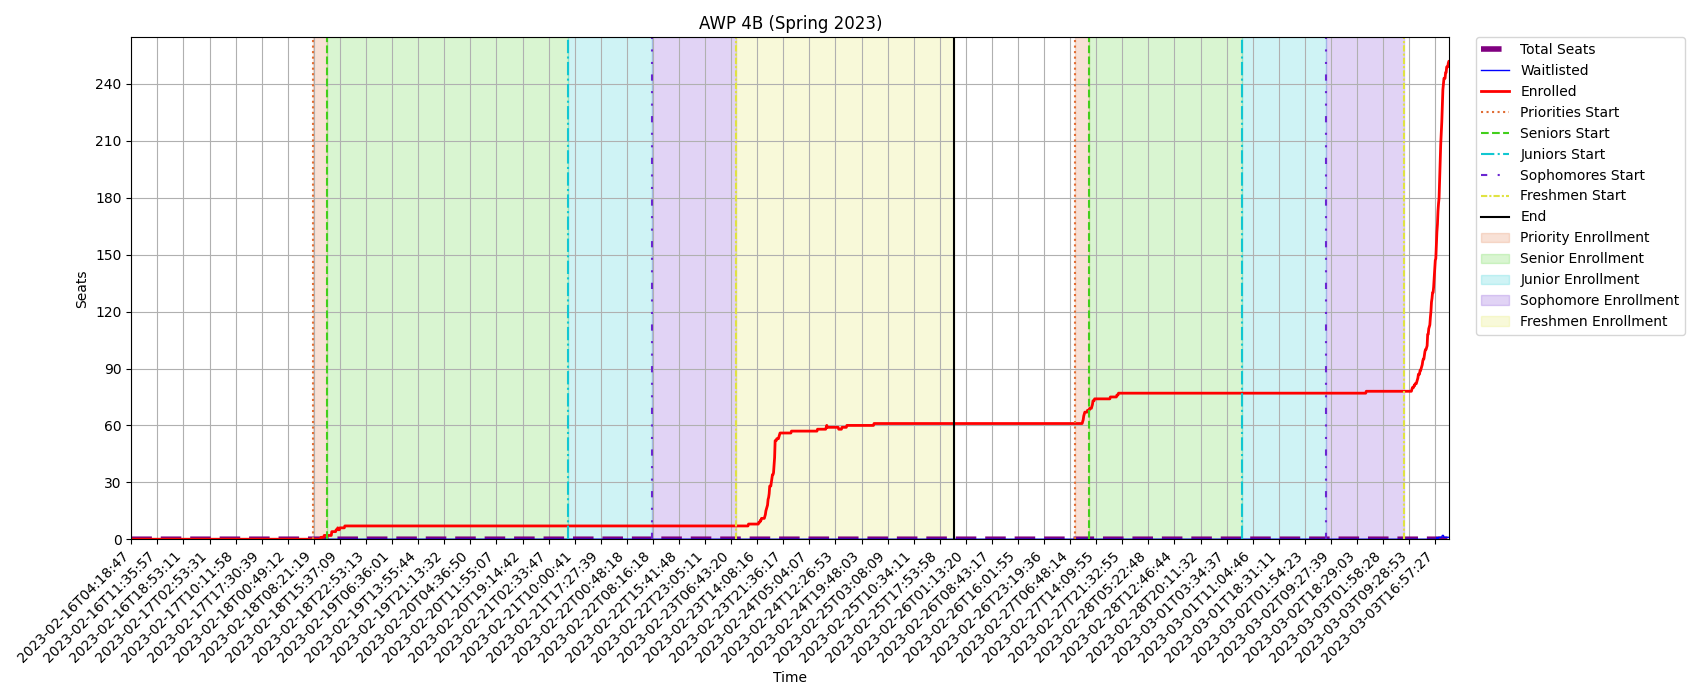 AWP 4B (Spring 2023)
Seats
240
210
180
150
120
90
60
30
0
2023-02-16T04:18:47
2023-02-16T11:35:57
2023-02-16T18:53:11
2023-02-17T02:53:31
2023-02-17T10:11:58
2023-02-17T17:30:39
2023-02-18T00:49:12
2023-02-18T08:21:19
2023-02-18T15:37:09
2023-02-18T22:53:13
2023-02-19T06:36:01
2023-02-19T13:55:44
2023-02-19T21:13:32
2023-02-20T04:36:50
2023-02-20T11:55:07
2023-02-20T19:14:42
2023-02-21T02:33:47
2023-02-21T10:00:41
2023-02-21T17:27:39
2023-02-22T00:48:18
2023-02-22T08:16:18
2023-02-22T15:41:48
2023-02-22T23:05:11
2023-02-23T06:43:20
2023-02-23T14:08:16
2023-02-23T21:36:17
2023-02-24T05:04:07
2023-02-24T12:26:53
2023-02-24T19:48:03
2023-02-25T03:08:09
2023-02-25T10:34:11
2023-02-25T17:53:58
2023-02-26T01:13:20
2023-02-26T08:43:17
2023-02-26T16:01:55
2023-02-26T23:19:36
2023-02-27T06:48:14
2023-02-27T14:09:55
2023-02-27T21:32:55
2023-02-28T05:22:48
2023-02-28T12:46:44
2023-02-28T20:11:32
2023-03-01T03:34:37
2023-03-01T11:04:46
2023-03-01T18:31:11
2023-03-02T01:54:23
2023-03-02T09:27:39
2023-03-02T18:29:03
2023-03-03T01:58:28
2023-03-03T09:28:53
2023-03-03T16:57:27
Time
Total Seats
Waitlisted
Enrolled
Priorities Start
Seniors Start
Juniors Start
Sophomores Start
Freshmen Start
End
Priority Enrollment
Senior Enrollment
Junior Enrollment
Sophomore Enrollment
Freshmen Enrollment